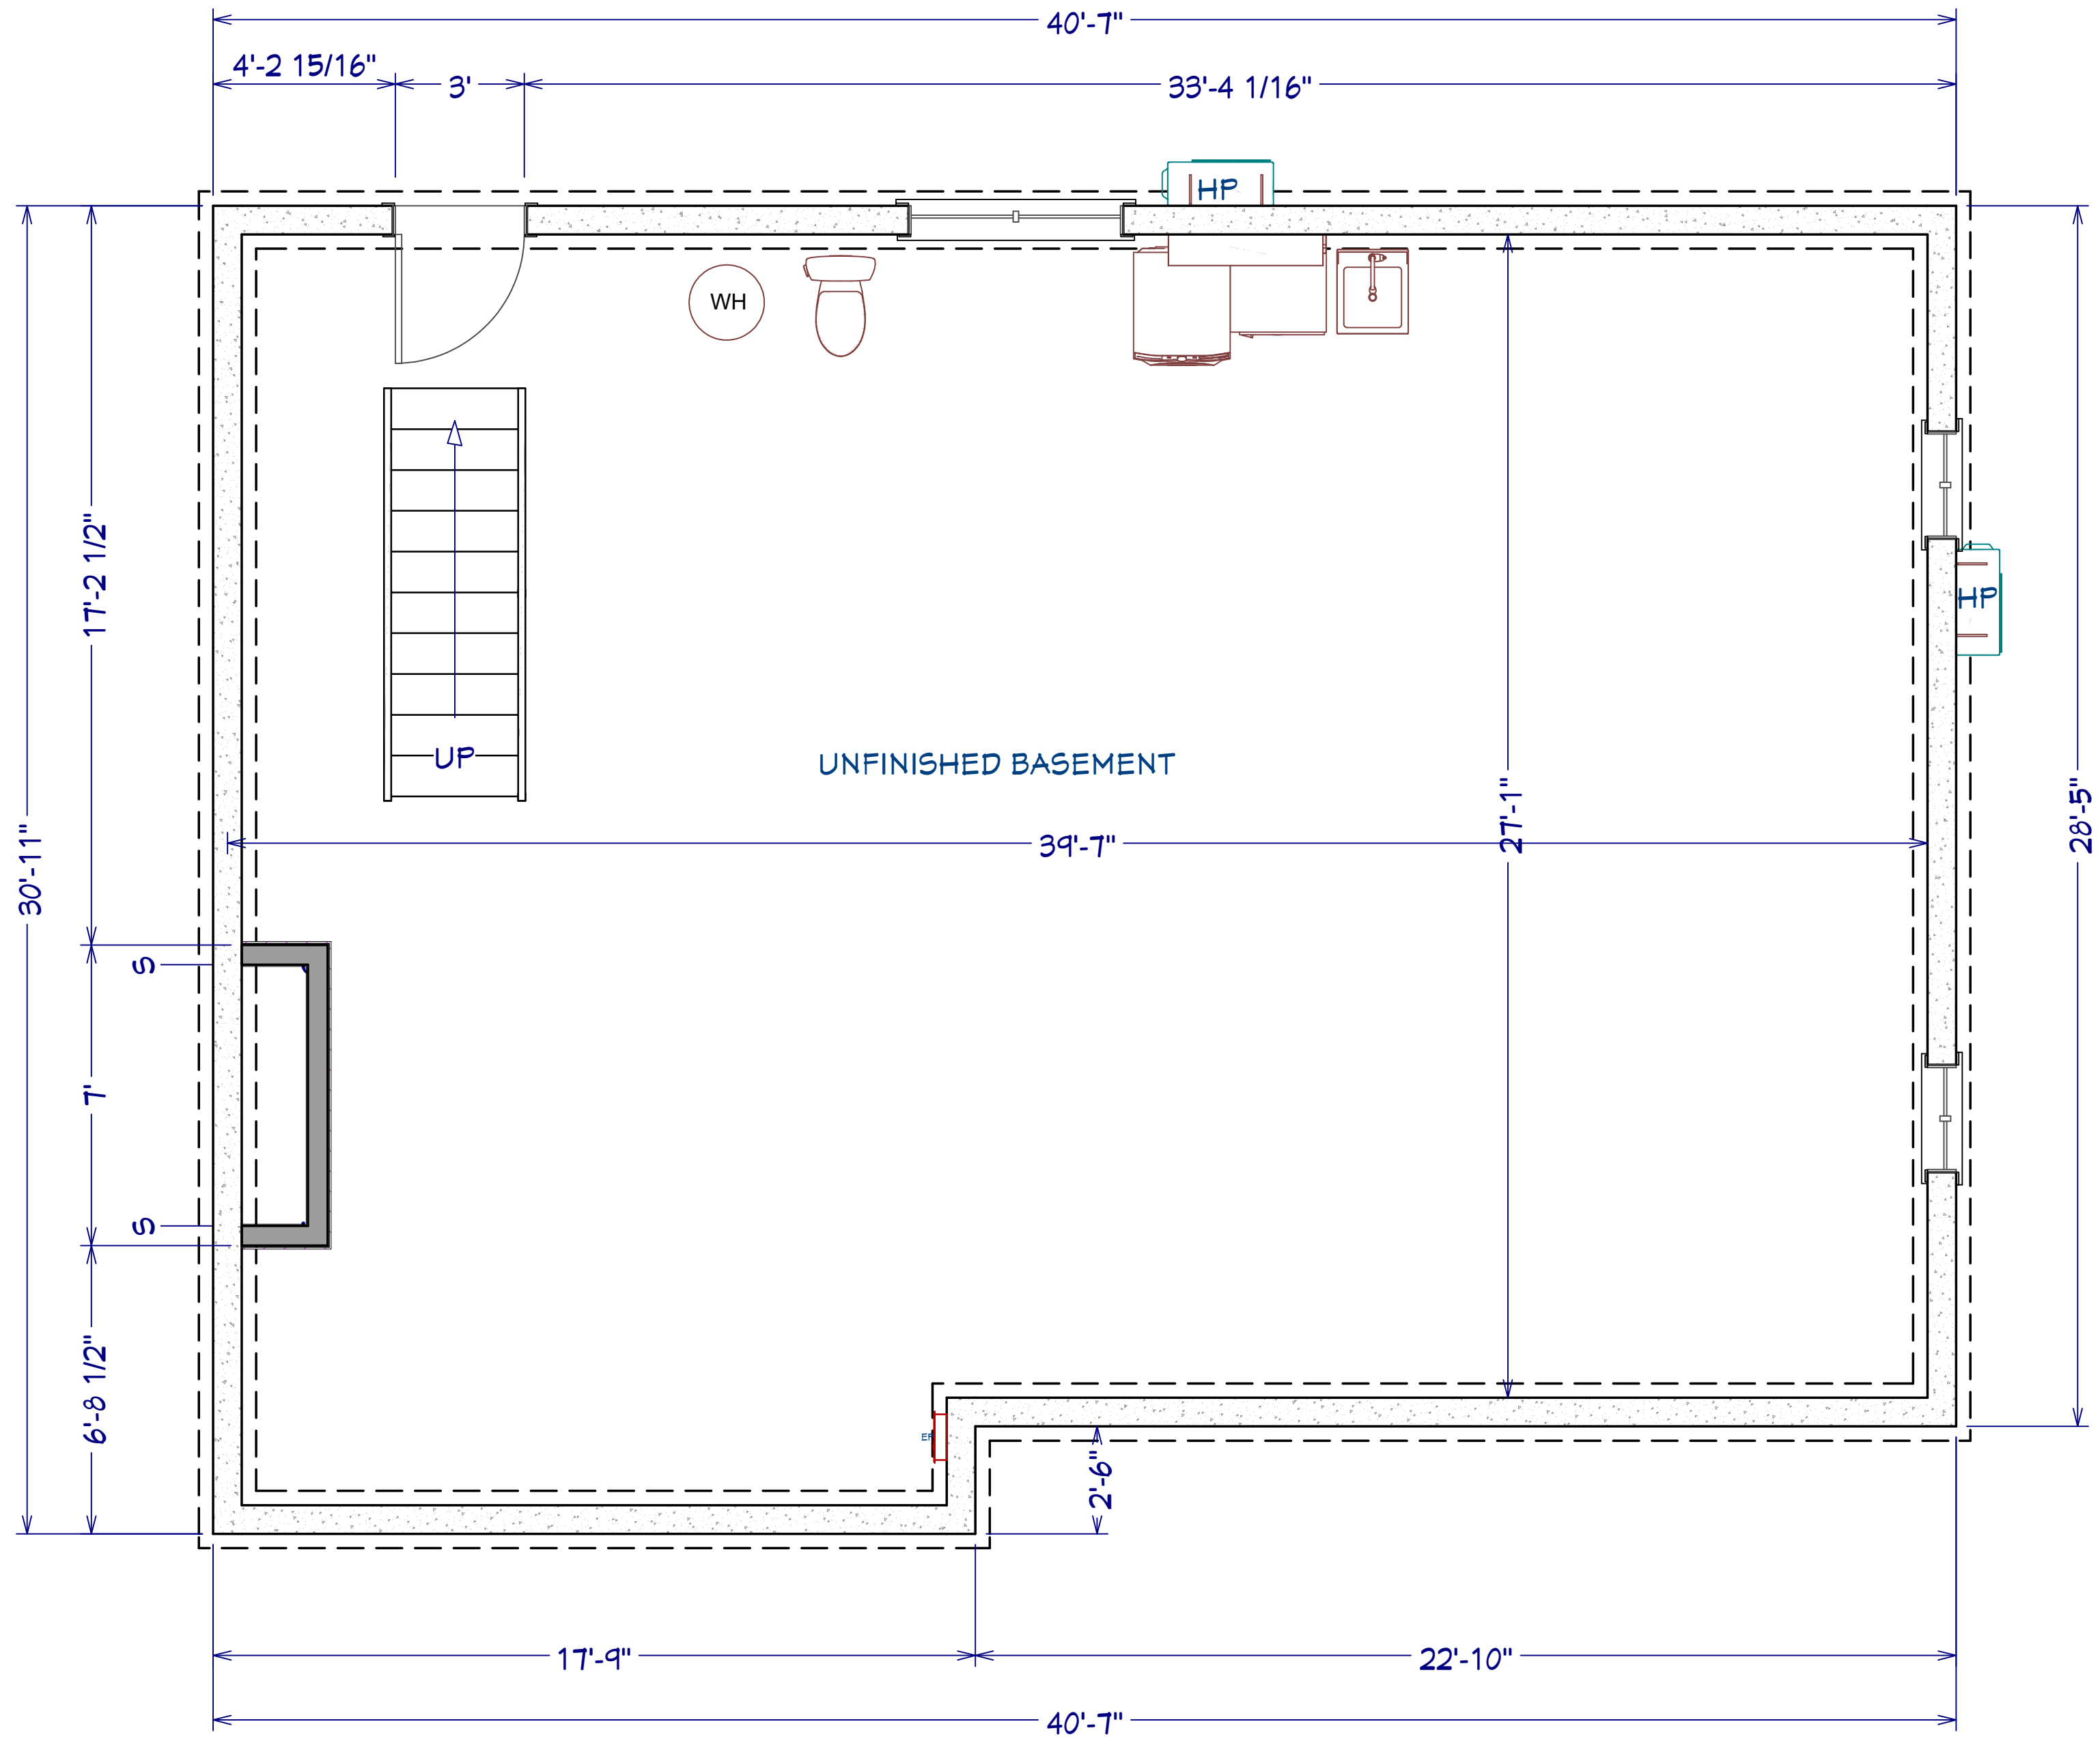 40'-7"
4'-2 15/16"
3'
33'-4 1/16"
HP
WH
17'-2 1/2"
HP
UP
UNFINISHED BASEMENT
27'-1"
28'-5"
30'-11"
39'-7"
S
7'
S
6'-8 1/2"
2'-6"
17'-9"
22'-10"
40'-7"